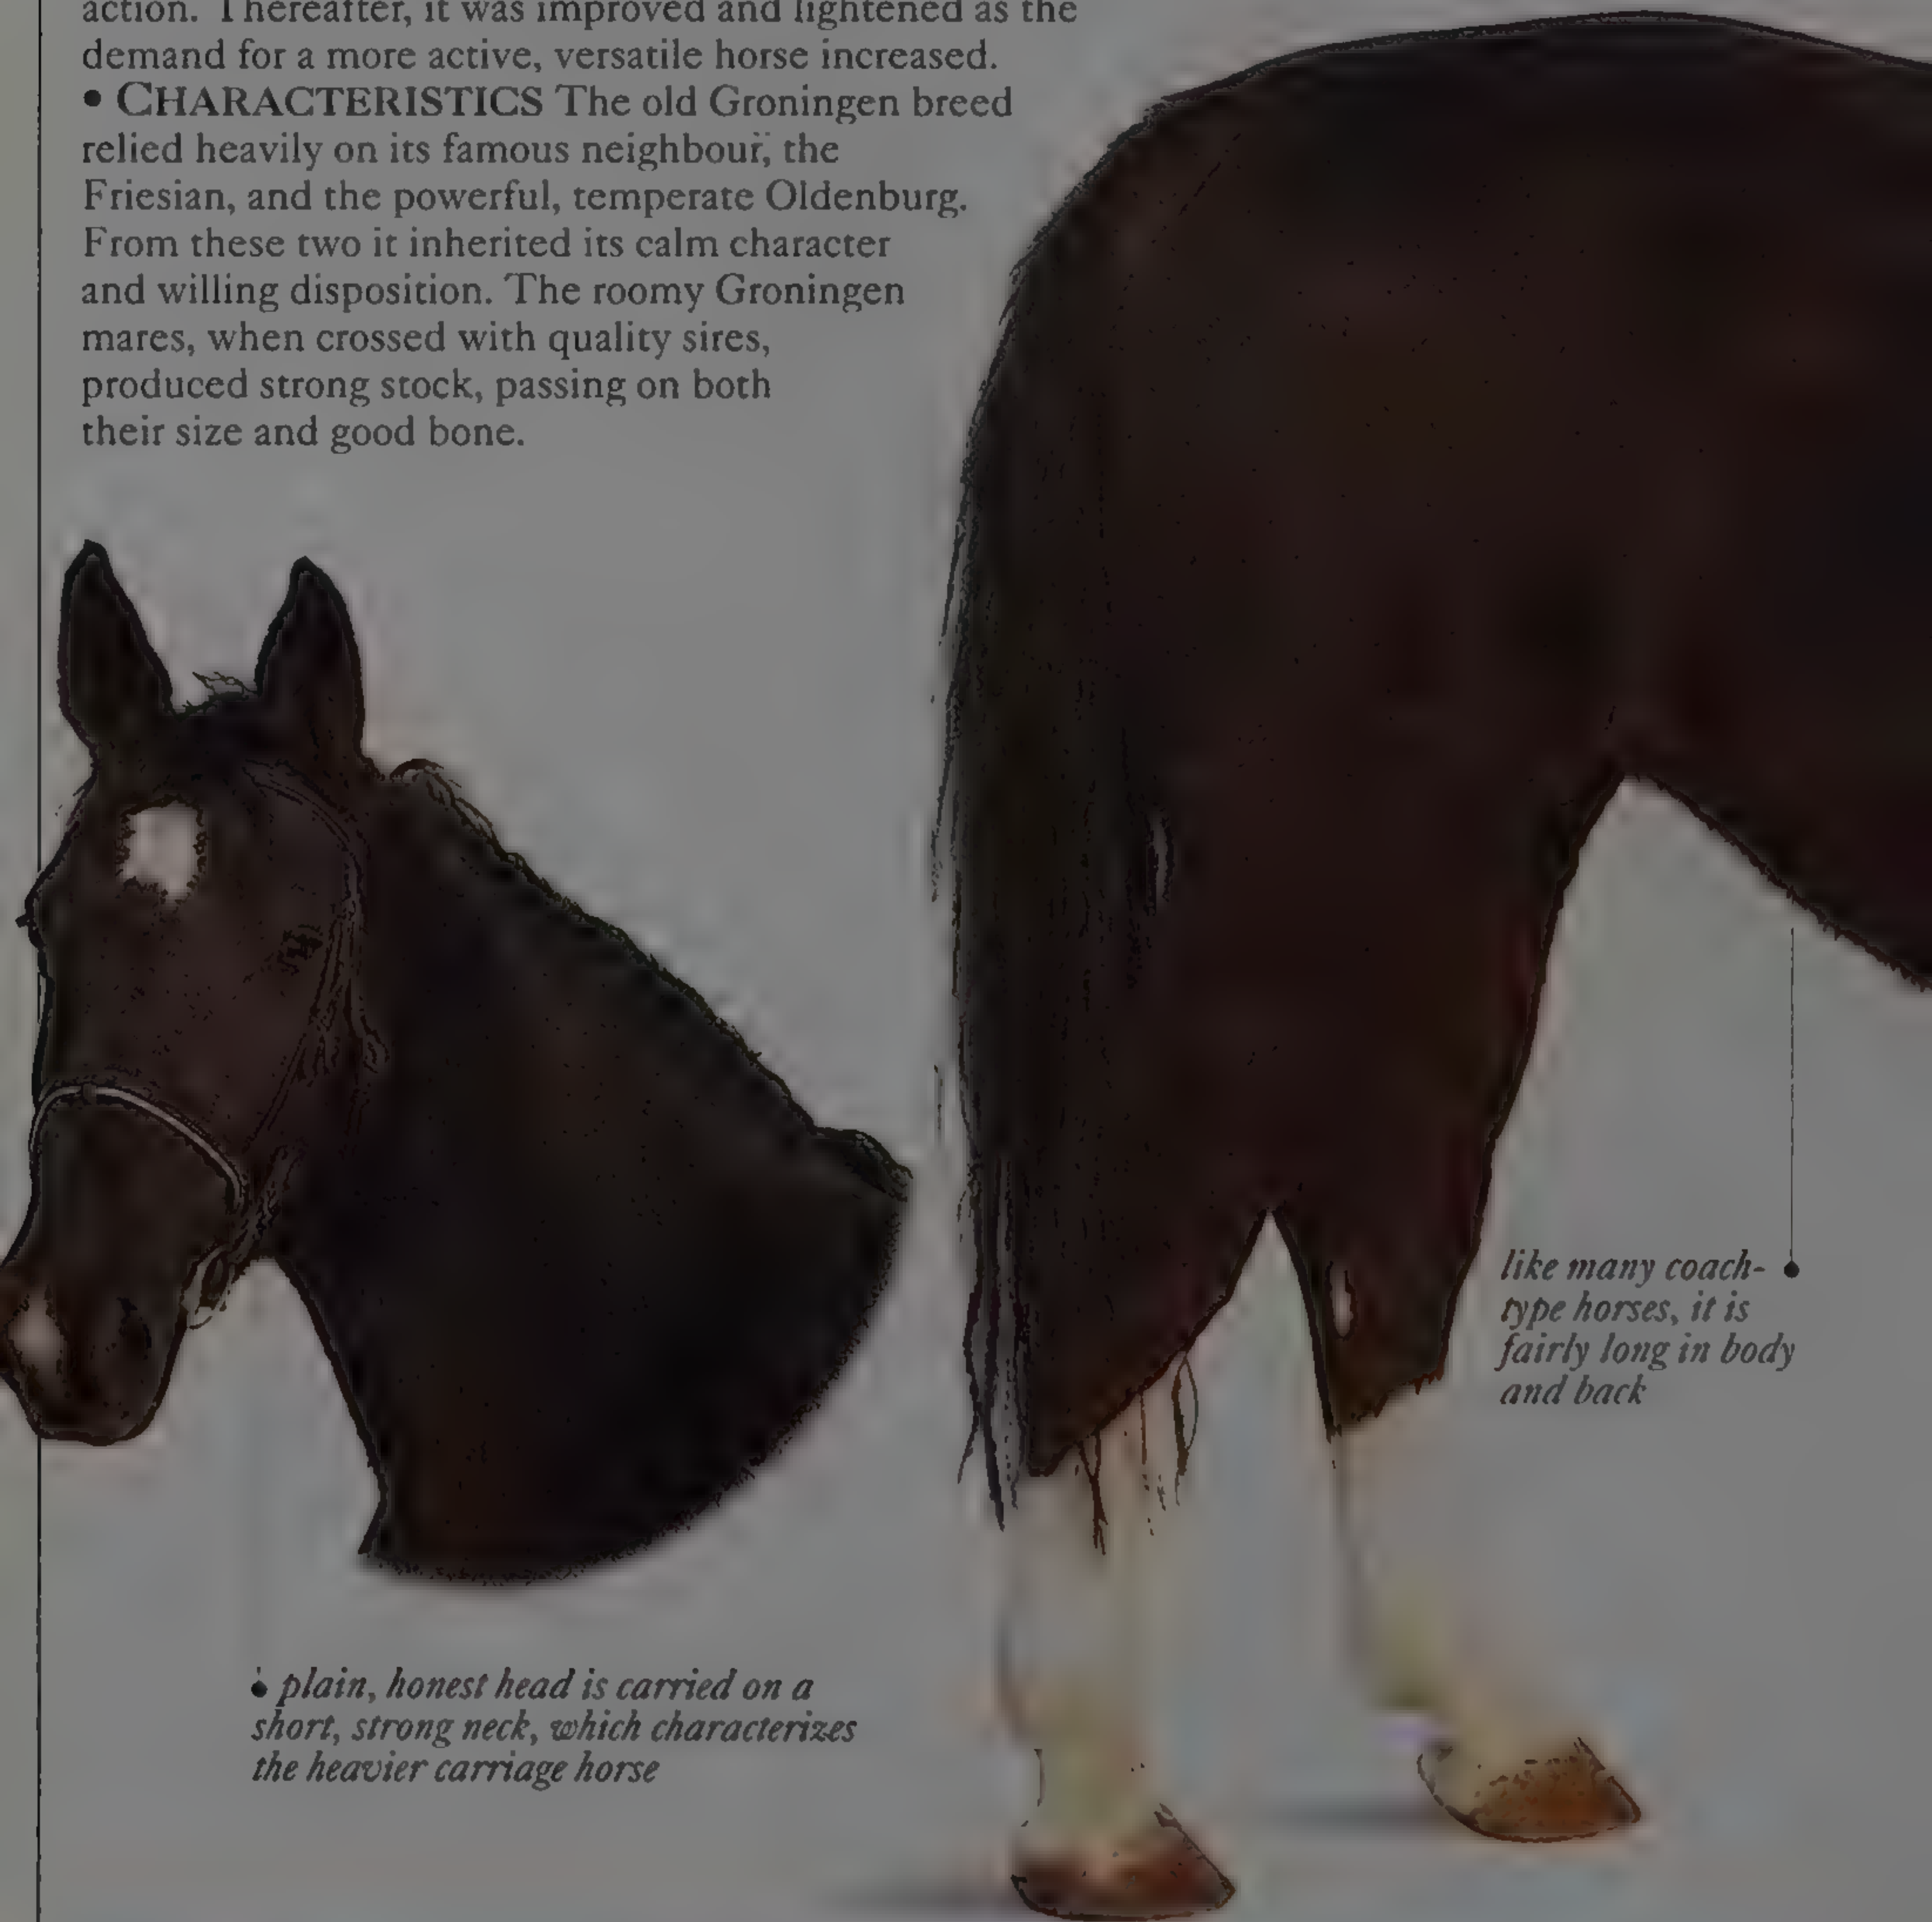 action. Thereafter, it was improved and lightened as the
demand for a more active, versatile horse increased.
• CHARACTERISTICS The old Groningen breed
relied heavily on its famous neighbour, the
Friesian, and the powerful, temperate Oldenburg.
From these two it inherited its calm character
and willing disposition. The roomy Groningen
mares, when crossed with quality sires,
produced strong stock, passing on both
their size and good bone.
like many coach-
type horses, it is
fairly long in body
and back
plain, honest head is carried on a
short, strong neck, which characterizes
the heavier carriage horse